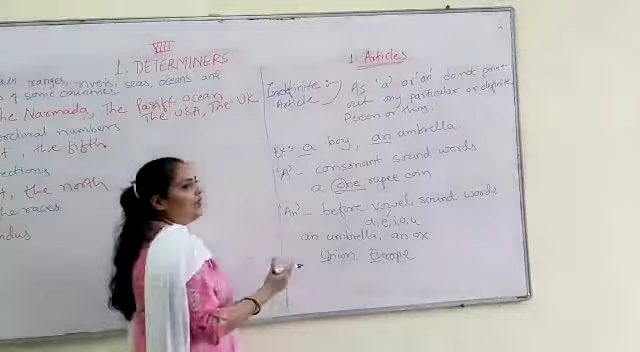 VIII
1. DETERMINERS
ranges, rivers, seas, oceans are
of some countries.
he Narmada, The Pacific Ocean
The USA, The UK
ordinal numbers
t, the fifth
ections
t, the north
he races
indus
1. Articles
Indefinite :-
Article
As 'a' or 'an' do not point
out any particular or definite
Person or thing.
Ex:- a boy, an umbrella
'A' - consonant sound words
a one rupee coin
'An' - before vowel, sound words
a, e, i, o, u
an umbrella, an ox
Union, Europe